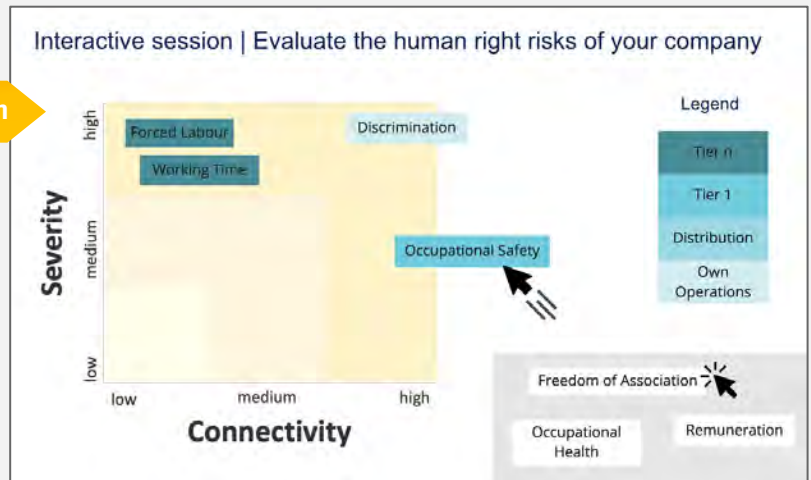 Interactive session | Evaluate the human right risks of your company
n
Severity
high
medium
low
Forced Labour
Working Time
Discrimination
Occupational Safety
low
medium
high
Connectivity
Legend
Tier n
Tier 1
Distribution
Own
Operations
Freedom of Association
Occupational
Health
Remuneration